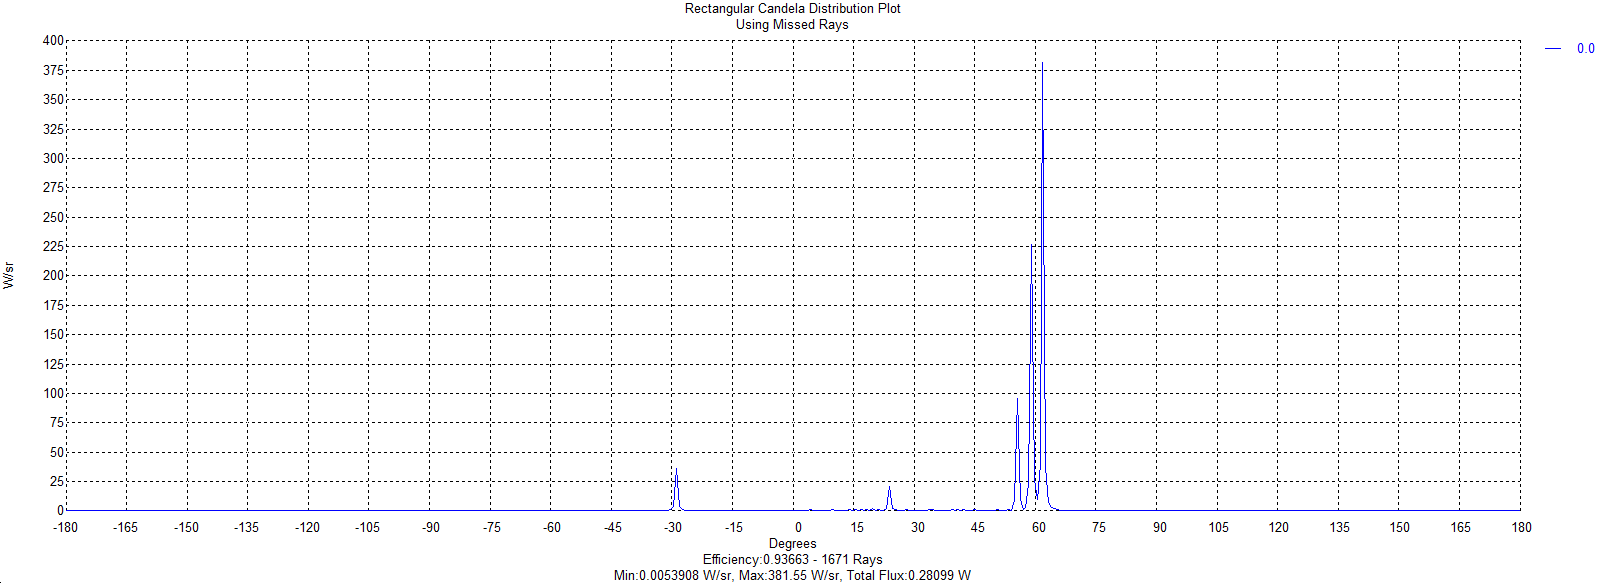 Rectangular Candela Distribution Plot
Using Missed Rays
0.0
400
375
350
325
300
275
250
225
200
175
150
125
100
75
50
25
0
W/sr
-180 -165 -150 -135 -120 -105 -90 -75 -60 -45 -30 -15 0 15 30 45 60 75 90 105 120 135 150 165 180
Degrees
Efficiency:0.93663 - 1671 Rays
Min:0.0053908 W/sr, Max:381.55 W/sr, Total Flux:0.28099 W